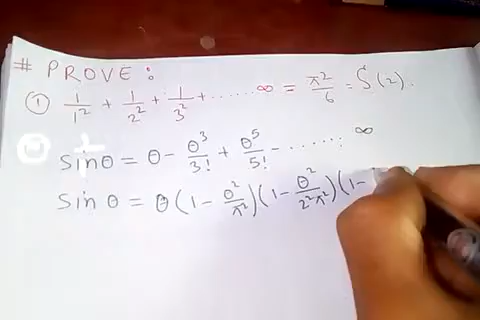 # PROVE :
① 1/1² + 1/2² + 1/3² + ...... ∞ = π²/6 = ζ(2).
sinθ = θ - θ³/3! + θ⁵/5! - ....... ∞
sin θ = θ (1 - θ²/π²) (1 - θ²/2²π²) (1 -